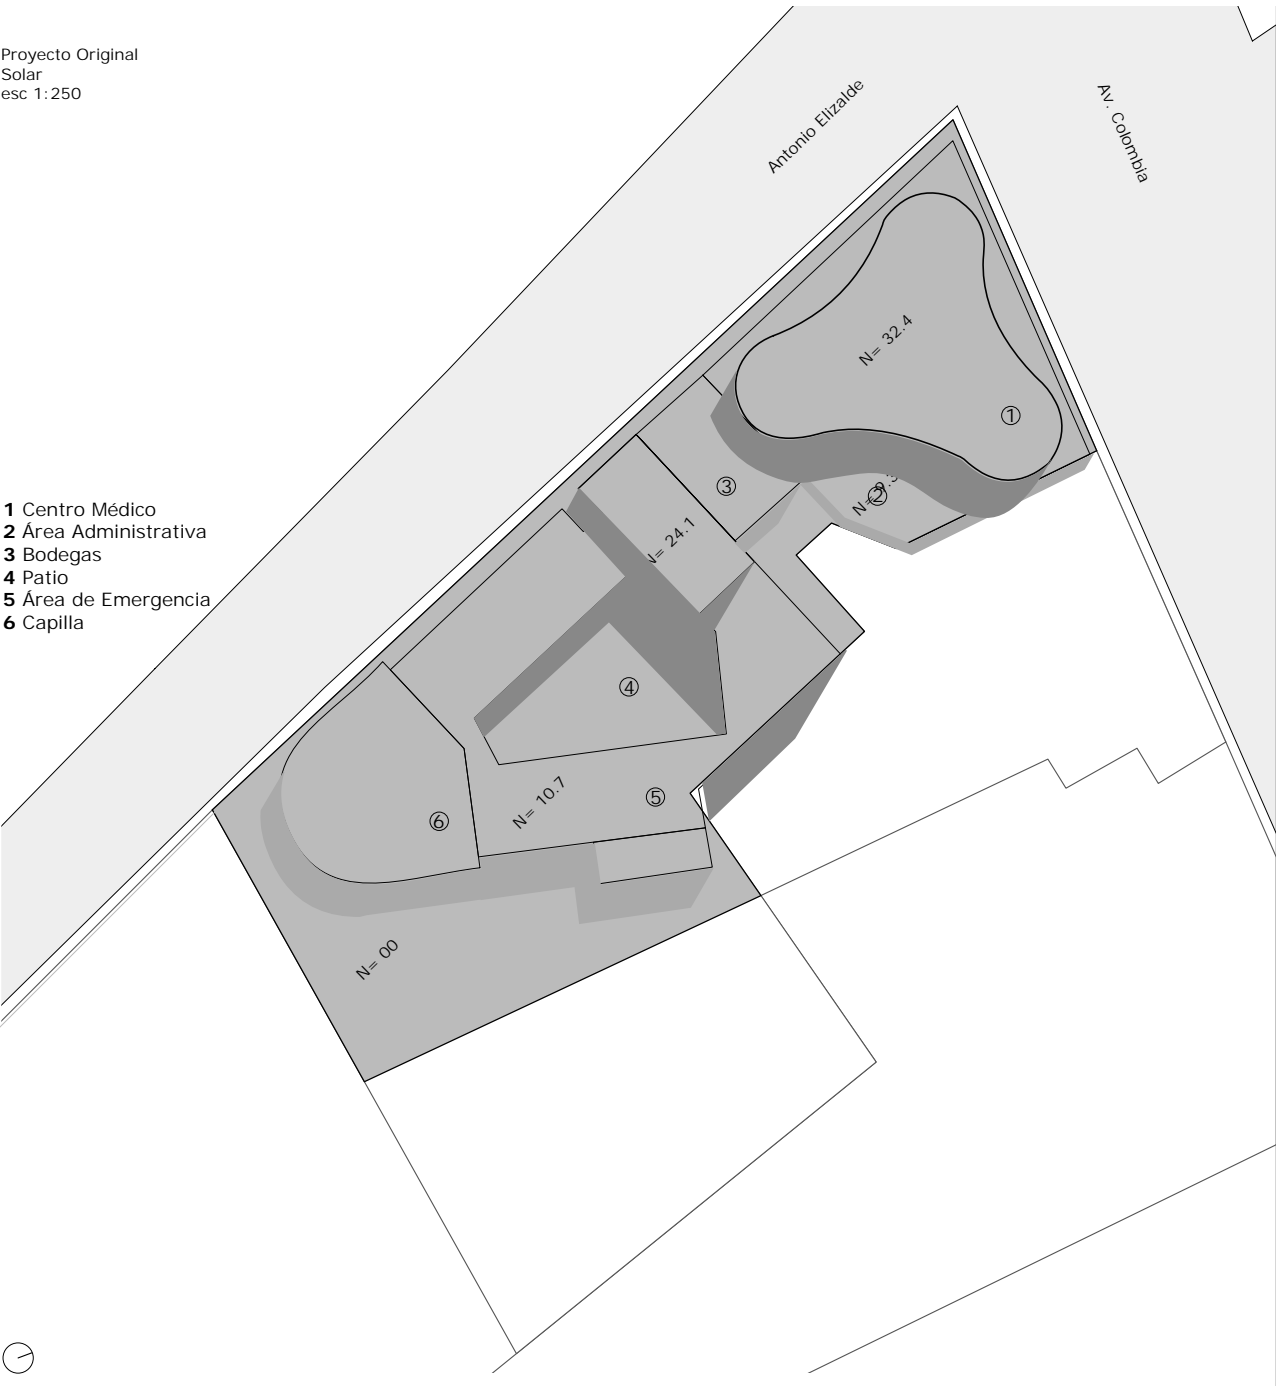 Proyecto Original
Solar
esc 1:250
Antonio Elizalde
Av. Colombia
N= 32.4
1
3
2
N= 24.1
4
5
N= 10.7
6
N= 00
1 Centro Médico
2 Área Administrativa
3 Bodegas
4 Patio
5 Área de Emergencia
6 Capilla